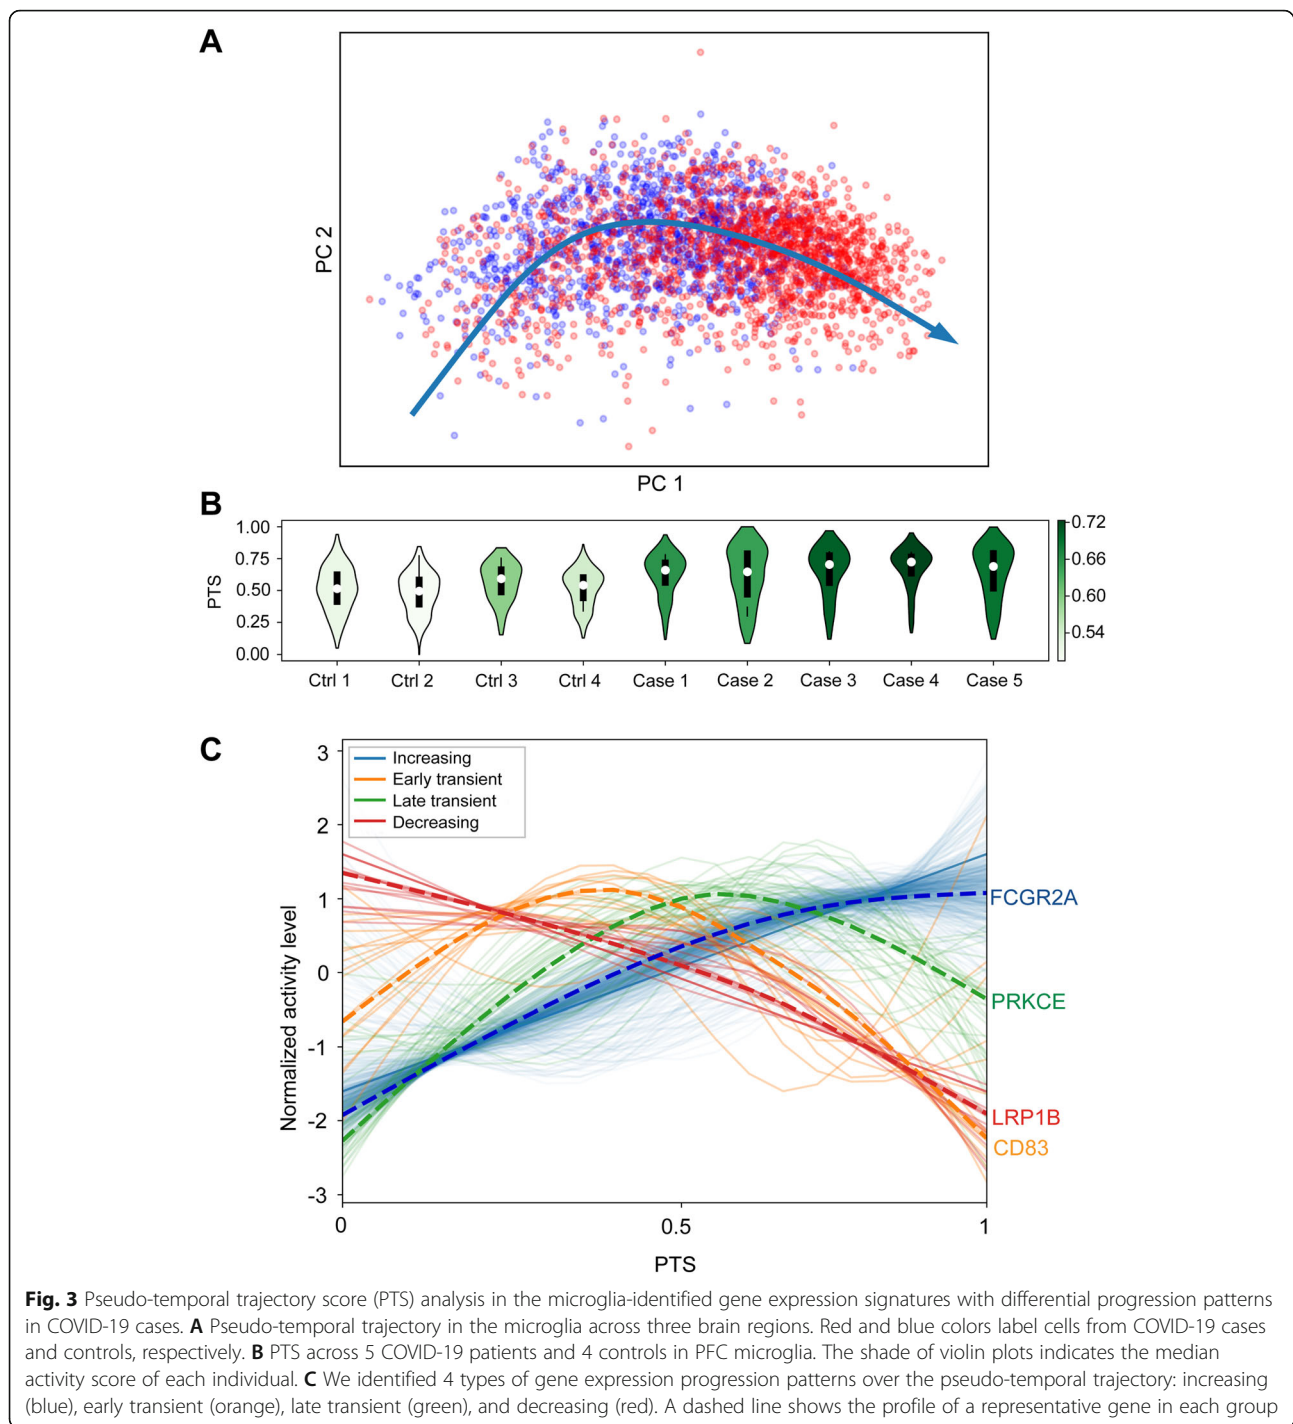 A
PC 2
PC 1
B
PTS
1.00
0.75
0.50
0.25
0.00
0.72
0.66
0.60
0.54
Ctrl 1 Ctrl 2 Ctrl 3 Ctrl 4 Case 1 Case 2 Case 3 Case 4 Case 5
C
Normalized activity level
3
2
1
0
-1
-2
-3
Increasing
Early transient
Late transient
Decreasing
FCGR2A
PRKCE
LRP1B
CD83
0 0.5 1
PTS
Fig. 3 Pseudo-temporal trajectory score (PTS) analysis in the microglia-identified gene expression signatures with differential progression patterns
in COVID-19 cases. A Pseudo-temporal trajectory in the microglia across three brain regions. Red and blue colors label cells from COVID-19 cases
and controls, respectively. B PTS across 5 COVID-19 patients and 4 controls in PFC microglia. The shade of violin plots indicates the median
activity score of each individual. C We identified 4 types of gene expression progression patterns over the pseudo-temporal trajectory: increasing
(blue), early transient (orange), late transient (green), and decreasing (red). A dashed line shows the profile of a representative gene in each group